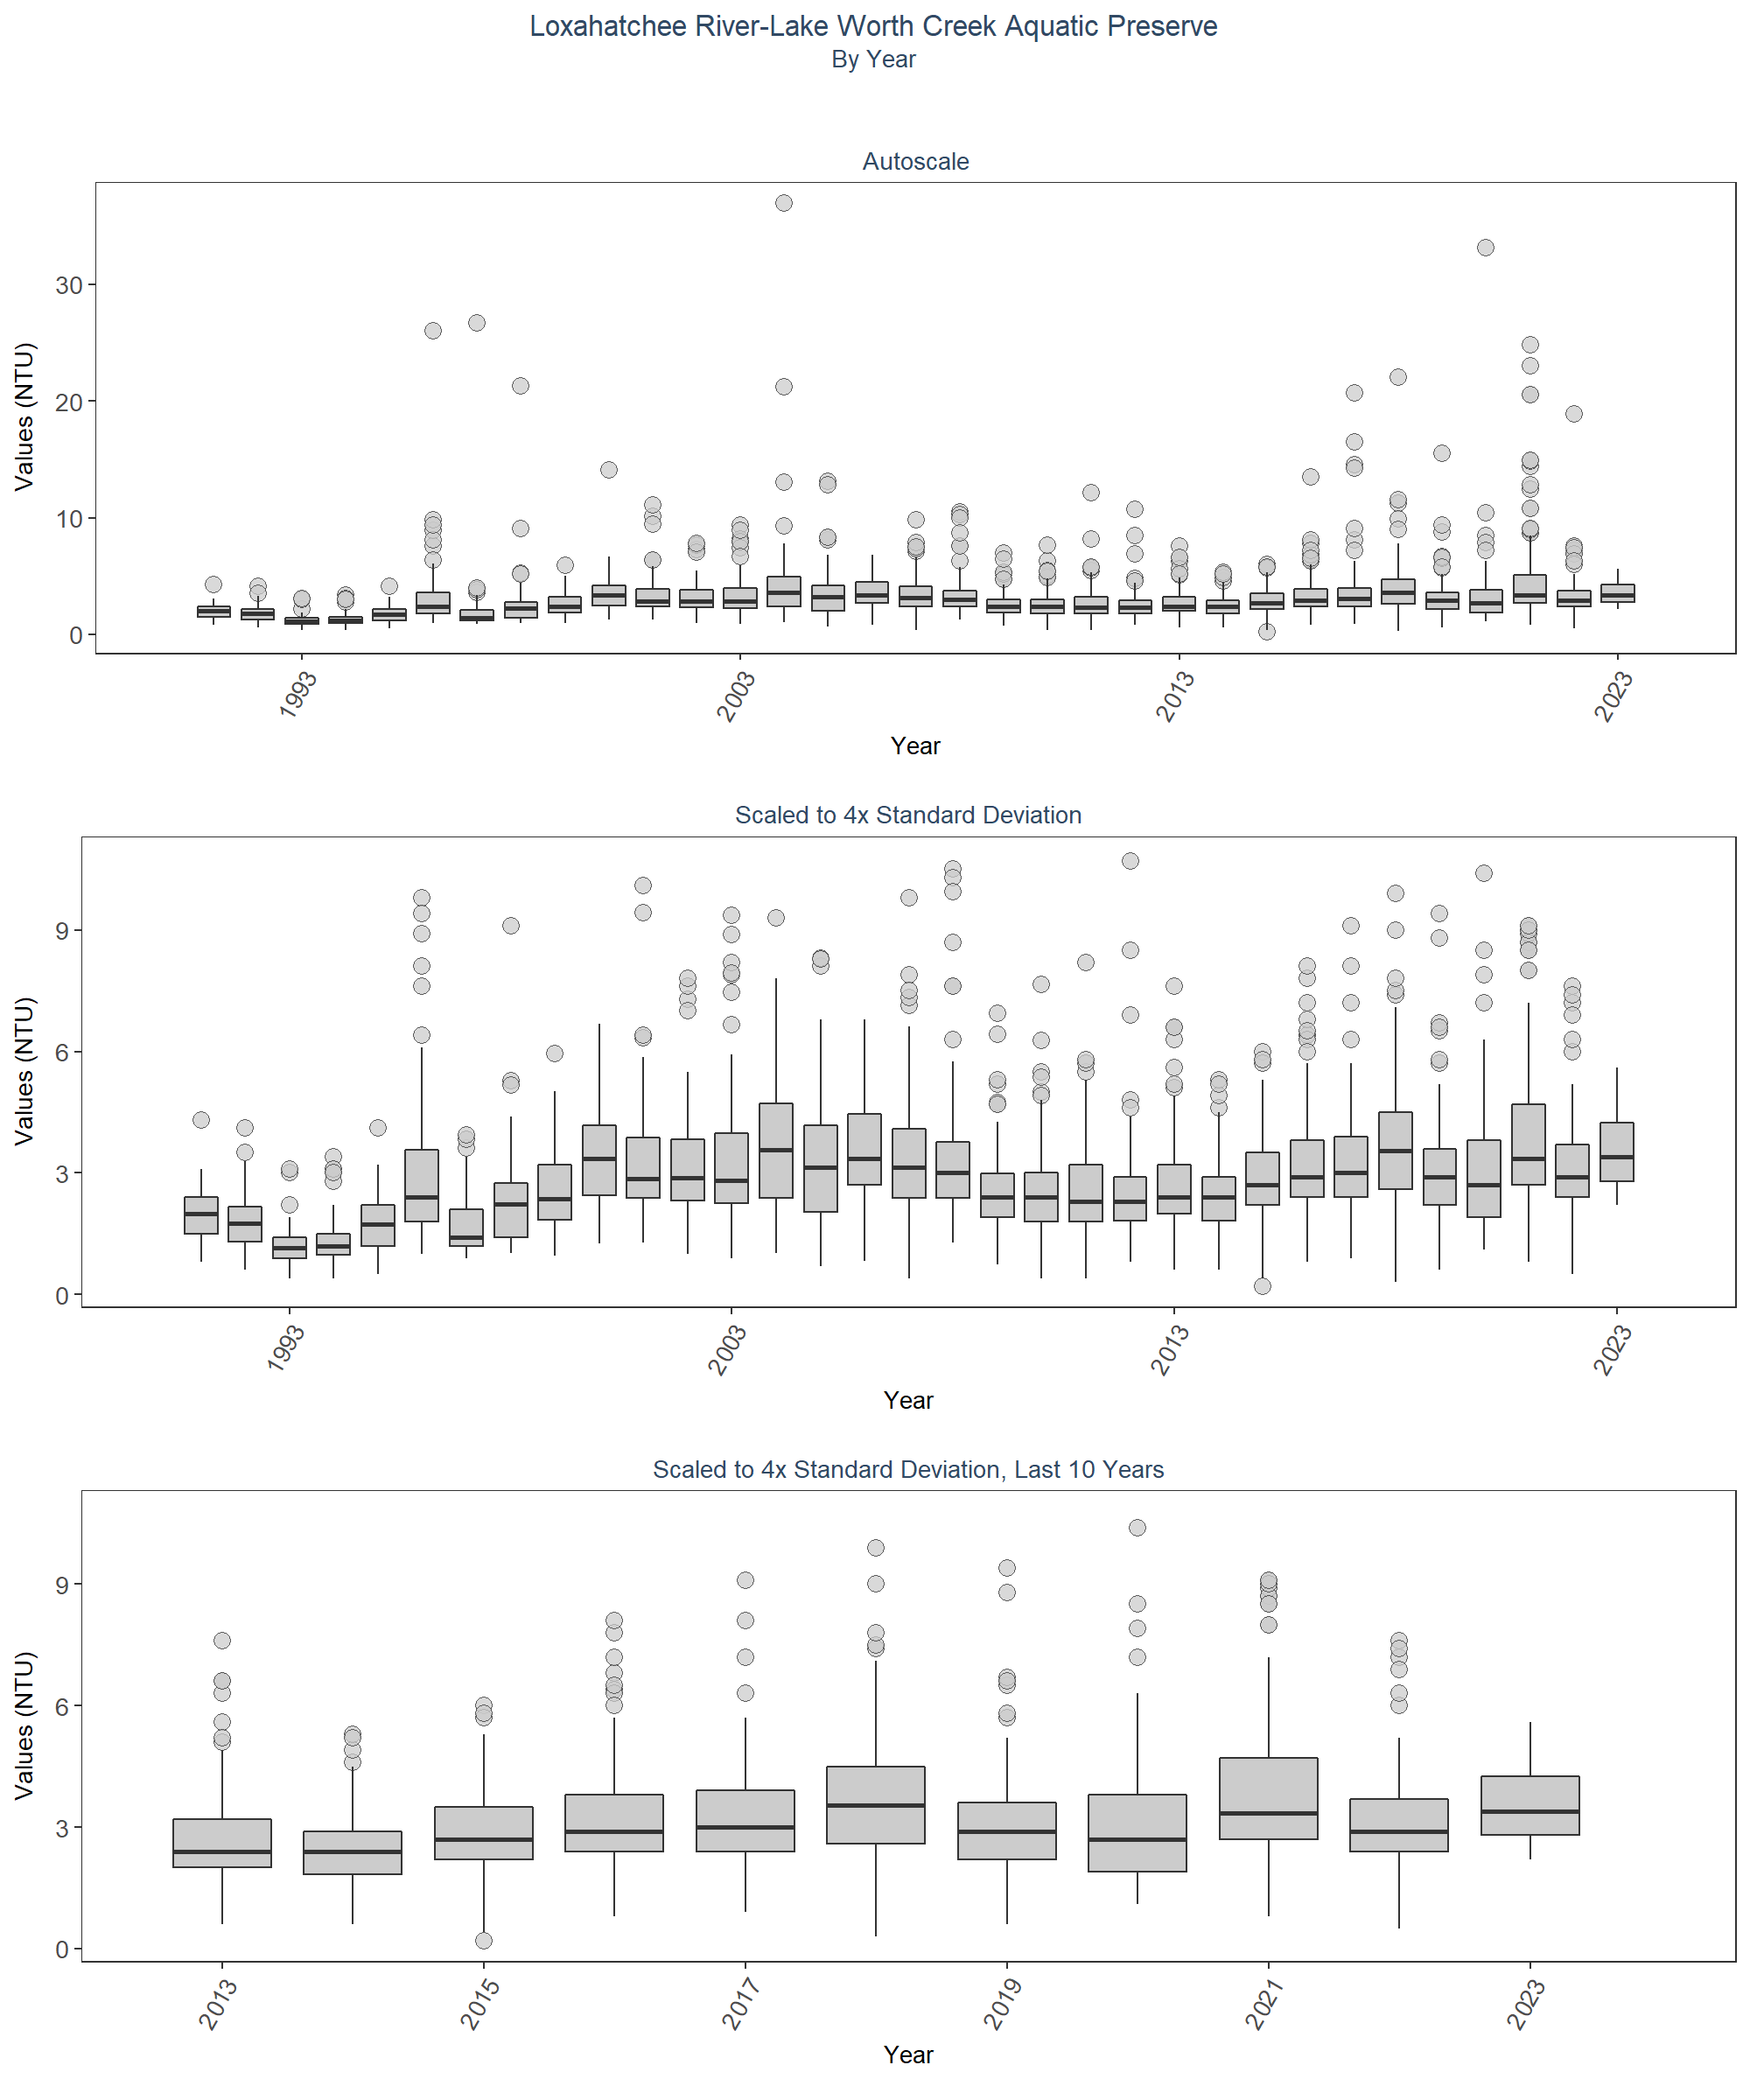 Loxahatchee River-Lake Worth Creek Aquatic Preserve
By Year
Autoscale
Values (NTU)
30
20
10
0
1993
2003
2013
2023
Year
Scaled to 4x Standard Deviation
Values (NTU)
9
6
3
0
1993
2003
2013
2023
Year
Scaled to 4x Standard Deviation, Last 10 Years
Values (NTU)
9
6
3
0
2013
2015
2017
2019
2021
2023
Year